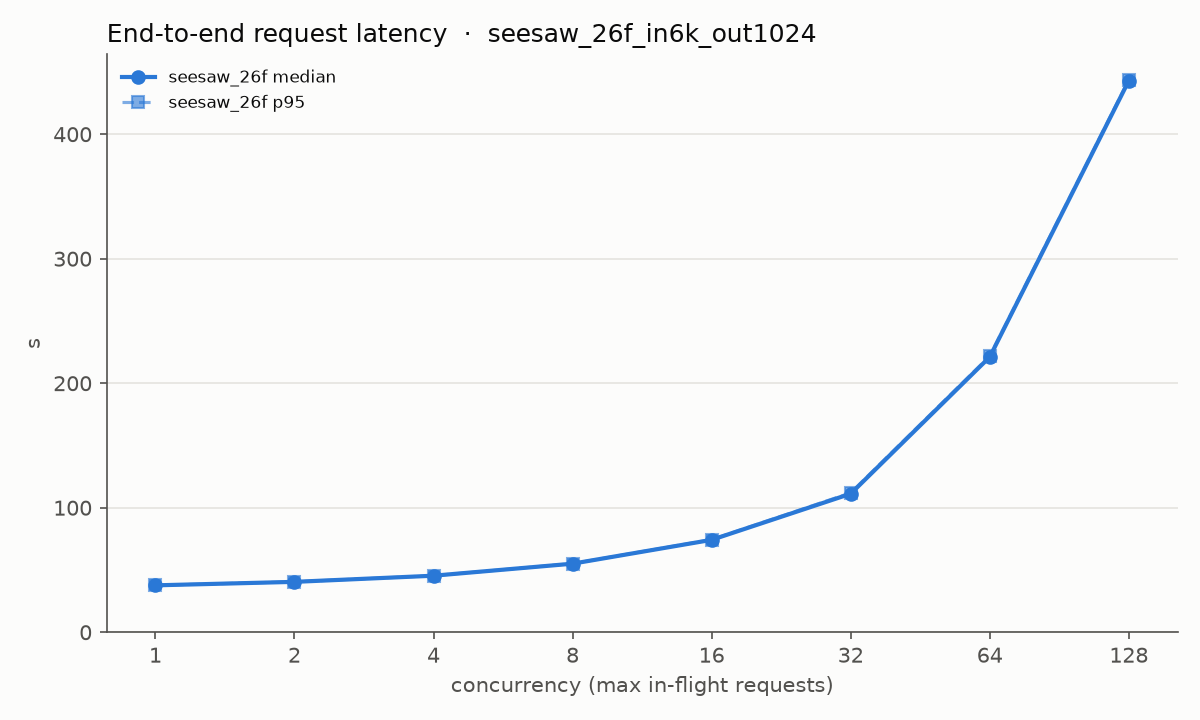 End-to-end request latency · seesaw_26f_in6k_out1024
seesaw_26f median
seesaw_26f p95
400
300
s
200
100
0
1 2 4 8 16 32 64 128
concurrency (max in-flight requests)